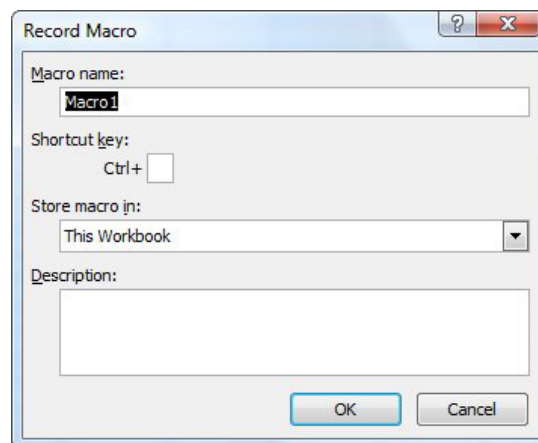 Record Macro
Macro name:
Macro1
Shortcut key:
Ctrl+
Store macro in:
This Workbook
Description:
OK Cancel